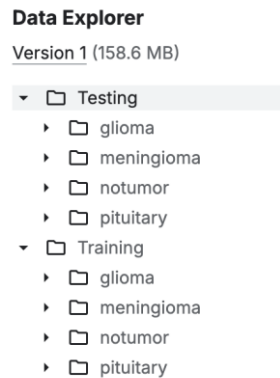 Data Explorer
Version 1 (158.6 MB)
Testing
glioma
meningioma
notumor
pituitary
Training
glioma
meningioma
notumor
pituitary